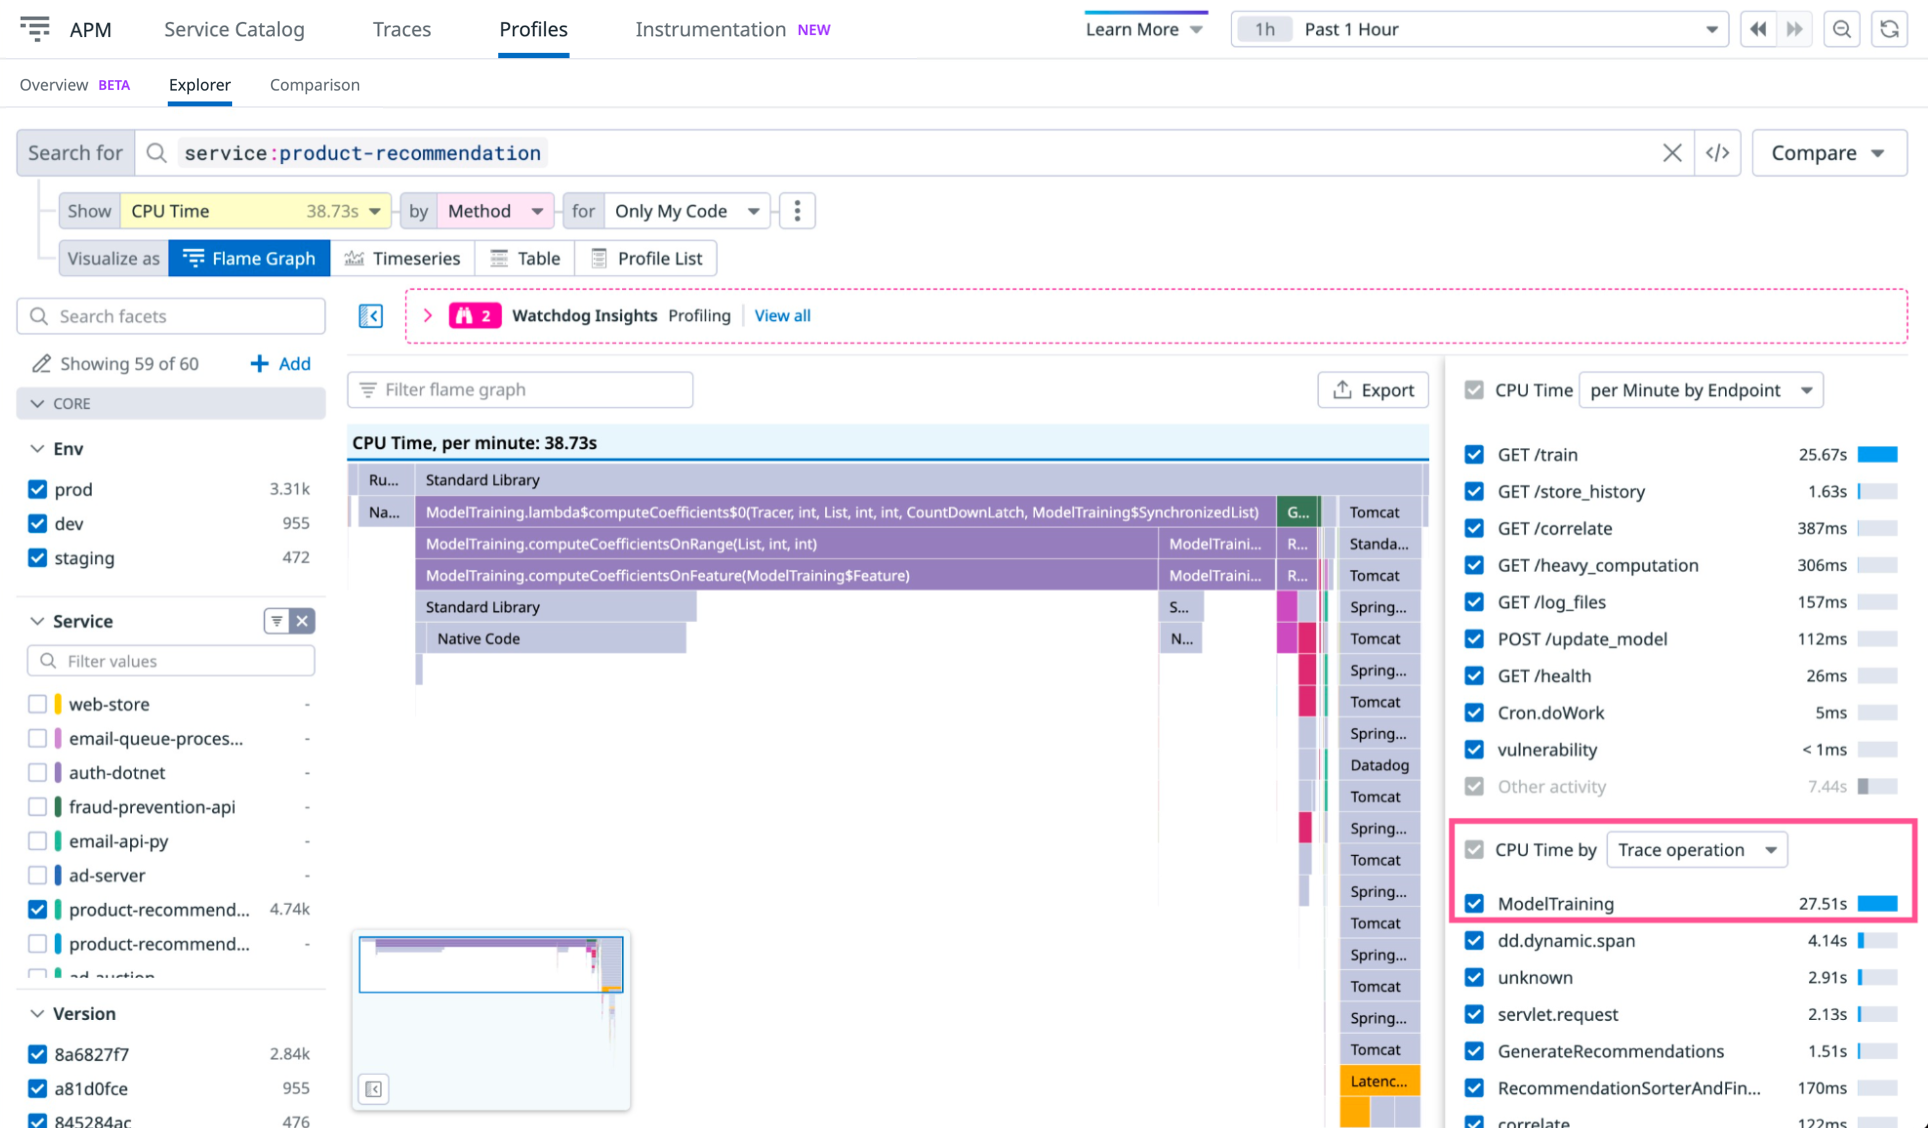 APM Service Catalog Traces Profiles Instrumentation NEW Learn More 1h Past 1 Hour
Overview BETA Explorer Comparison
Search for service:product-recommendation </> Compare
Show CPU Time 38.73s by Method for Only My Code
Visualize as Flame Graph Timeseries Table Profile List
Search facets
2 Watchdog Insights Profiling View all
Showing 59 of 60 + Add
CORE
Env
prod 3.31k
dev 955
staging 472
Service
Filter values
web-store -
email-queue-proces... -
auth-dotnet -
fraud-prevention-api -
email-api-py -
ad-server -
product-recommend... 4.74k
product-recommend... -
ad-auction
Version
8a6827f7 2.84k
a81d0fce 955
845284ac 476
Filter flame graph Export
CPU Time, per minute: 38.73s
Ru... Standard Library
Na... ModelTraining.lambda$computeCoefficients$0(Tracer, int, List, int, int, CountDownLatch, ModelTraining$SynchronizedList) G... Tomcat
ModelTraining.computeCoefficientsOnRange(List, int, int) ModelTraini... R... Standa...
ModelTraining.computeCoefficientsOnFeature(ModelTraining$Feature) ModelTraini... R... Tomcat
Standard Library S... Spring...
Native Code N... Tomcat
Spring...
Tomcat
Spring...
Datadog
Tomcat
Spring...
Tomcat
Spring...
Tomcat
Spring...
Tomcat
Spring...
Tomcat
Latenc...
CPU Time per Minute by Endpoint
GET /train 25.67s
GET /store_history 1.63s
GET /correlate 387ms
GET /heavy_computation 306ms
GET /log_files 157ms
POST /update_model 112ms
GET /health 26ms
Cron.doWork 5ms
vulnerability < 1ms
Other activity 7.44s
CPU Time by Trace operation
ModelTraining 27.51s
dd.dynamic.span 4.14s
unknown 2.91s
servlet.request 2.13s
GenerateRecommendations 1.51s
RecommendationSorterAndFin... 170ms
correlate 122ms